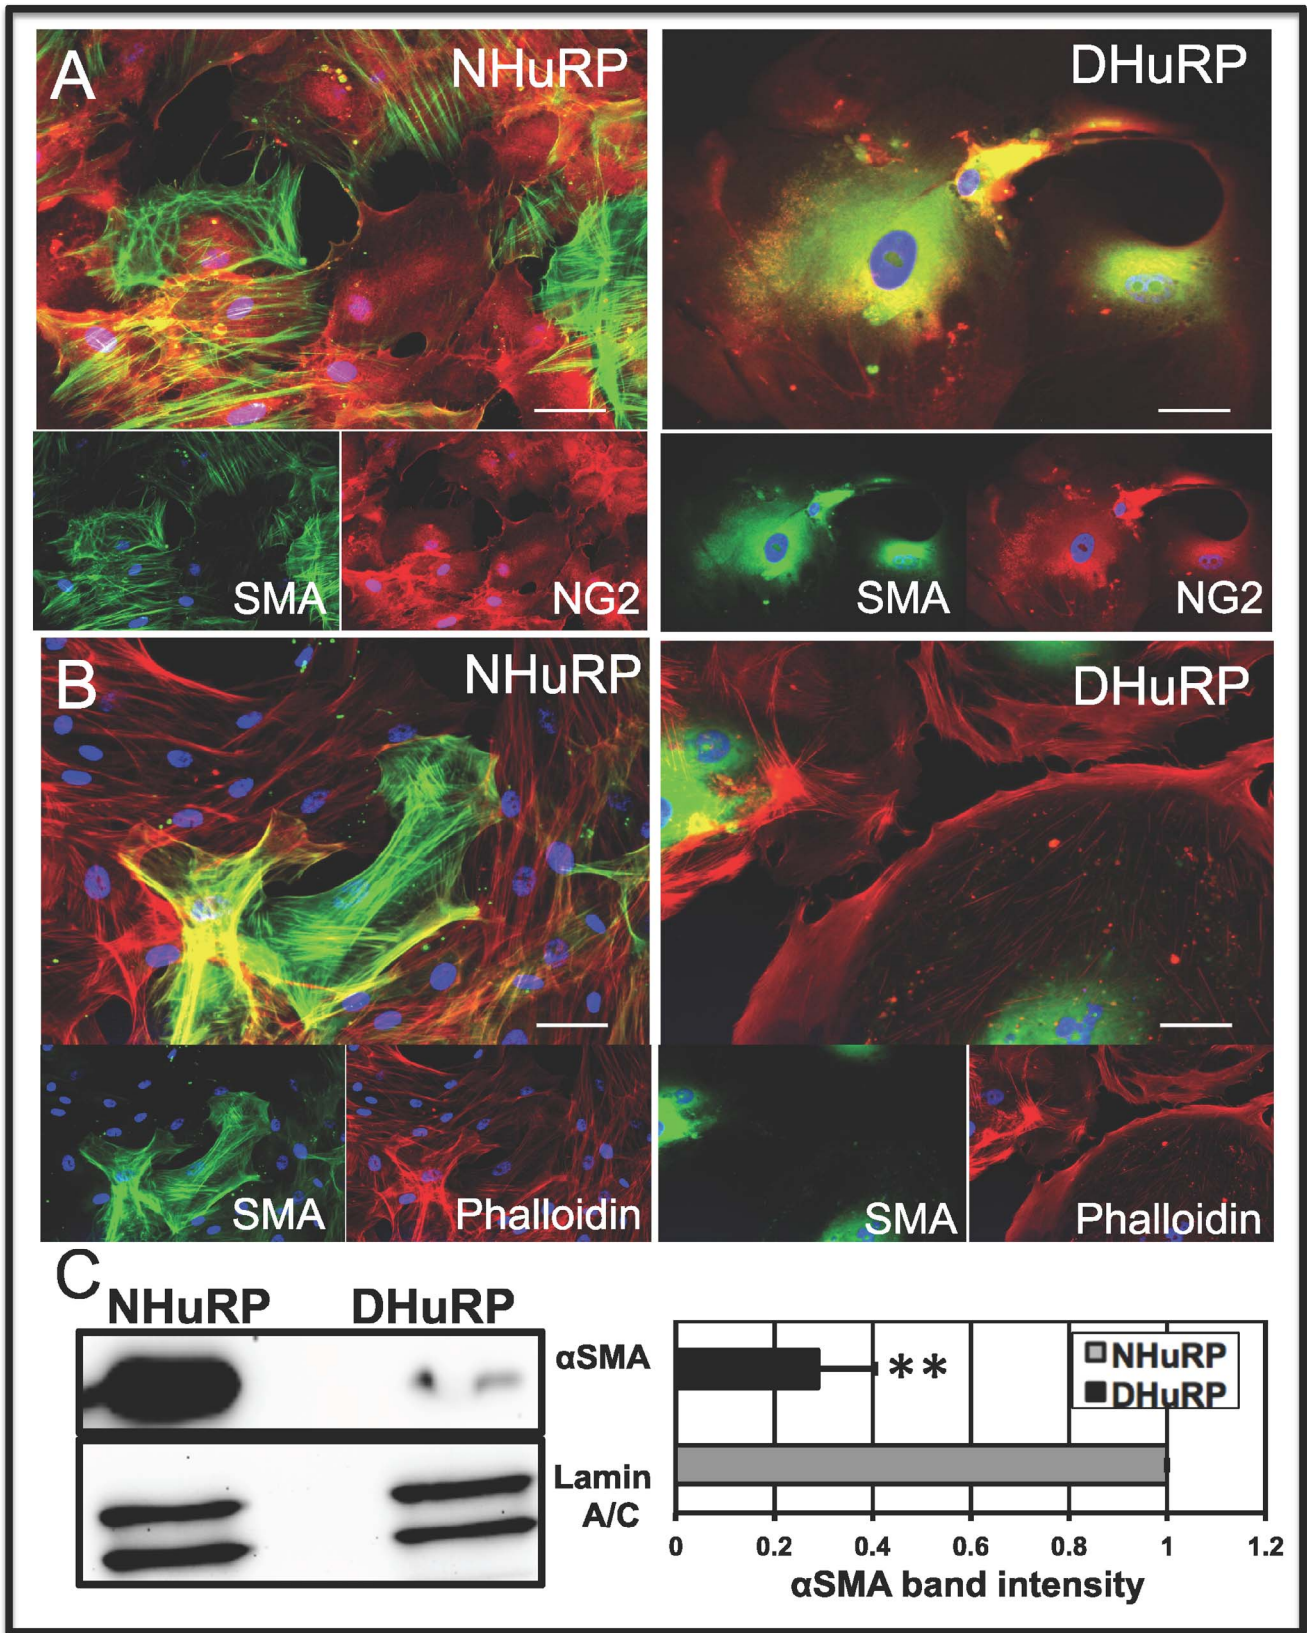 A
NHuRP
DHuRP
SMA
NG2
SMA
NG2
B
NHuRP
DHuRP
SMA
Phalloidin
SMA
Phalloidin
C
NHuRP DHuRP
αSMA
Lamin
A/C
**
NHuRP
DHuRP
0 0.2 0.4 0.6 0.8 1 1.2
αSMA band intensity